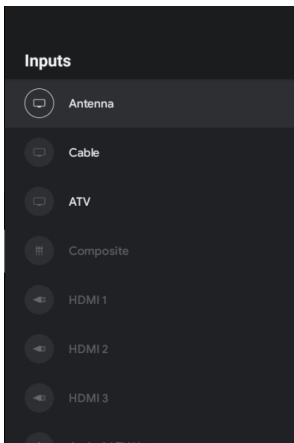 Inputs
Antenna
Cable
ATV
Composite
HDMI 1
HDMI 2
HDMI 3